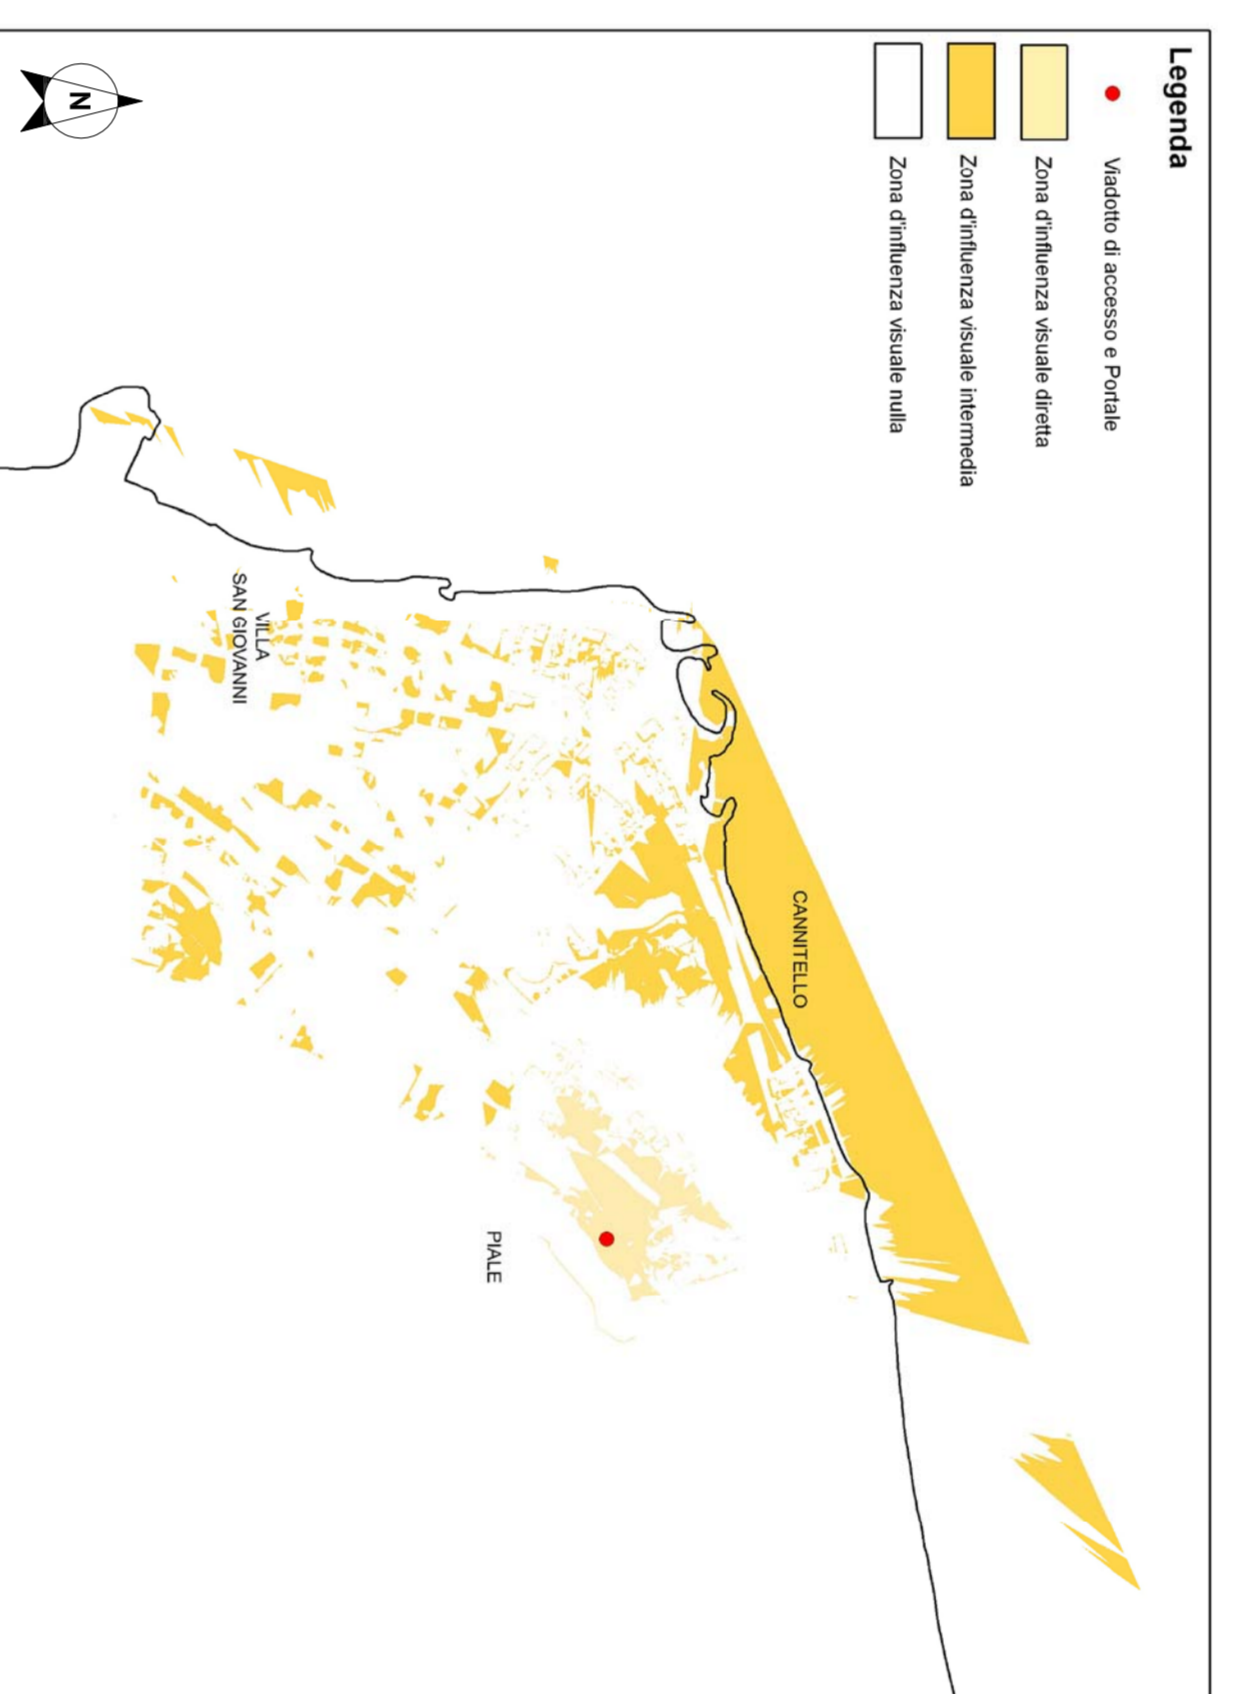 Legenda
Viadotto di accesso e Portale
Zona d'influenza visuale diretta
Zona d'influenza visuale intermedia
Zona d'influenza visuale nulla
N
CANNITELLO
VILLA
SAN GIOVANNI
PIALE